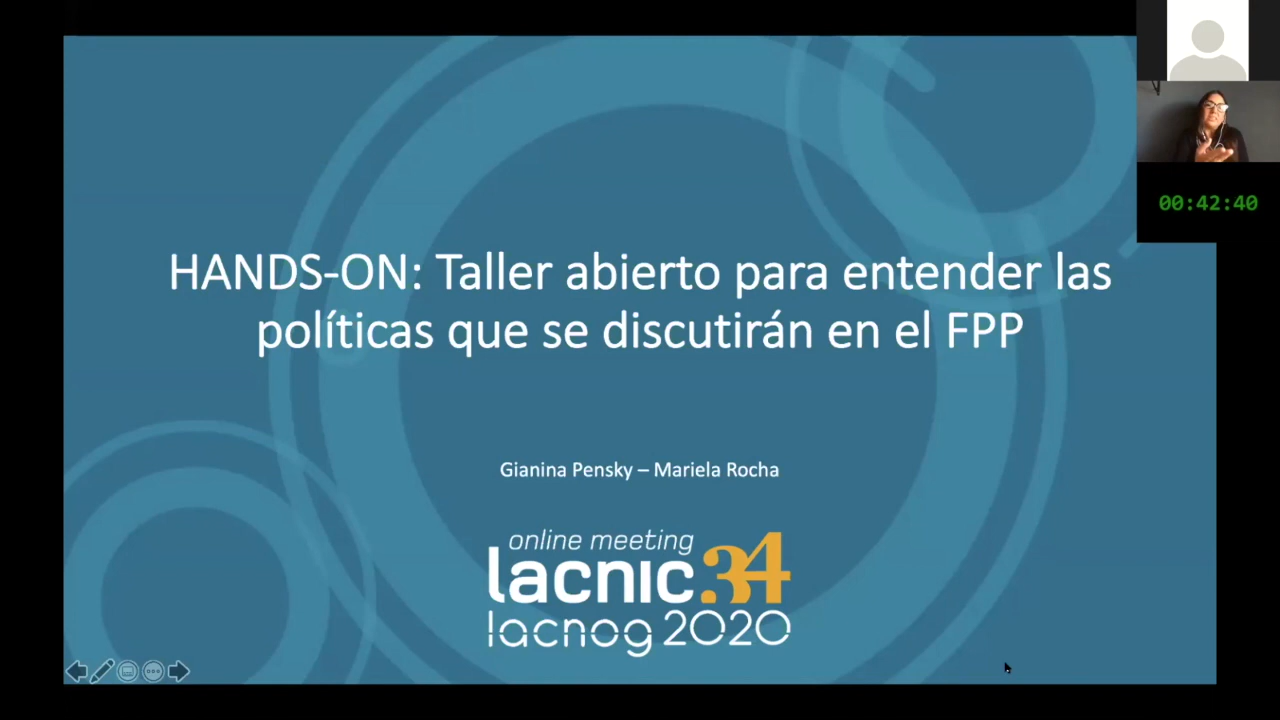 00:42:40
HANDS-ON: Taller abierto para entender las
políticas que se discutirán en el FPP
Gianina Pensky – Mariela Rocha
online meeting
lacnic.34
lacnog 2020